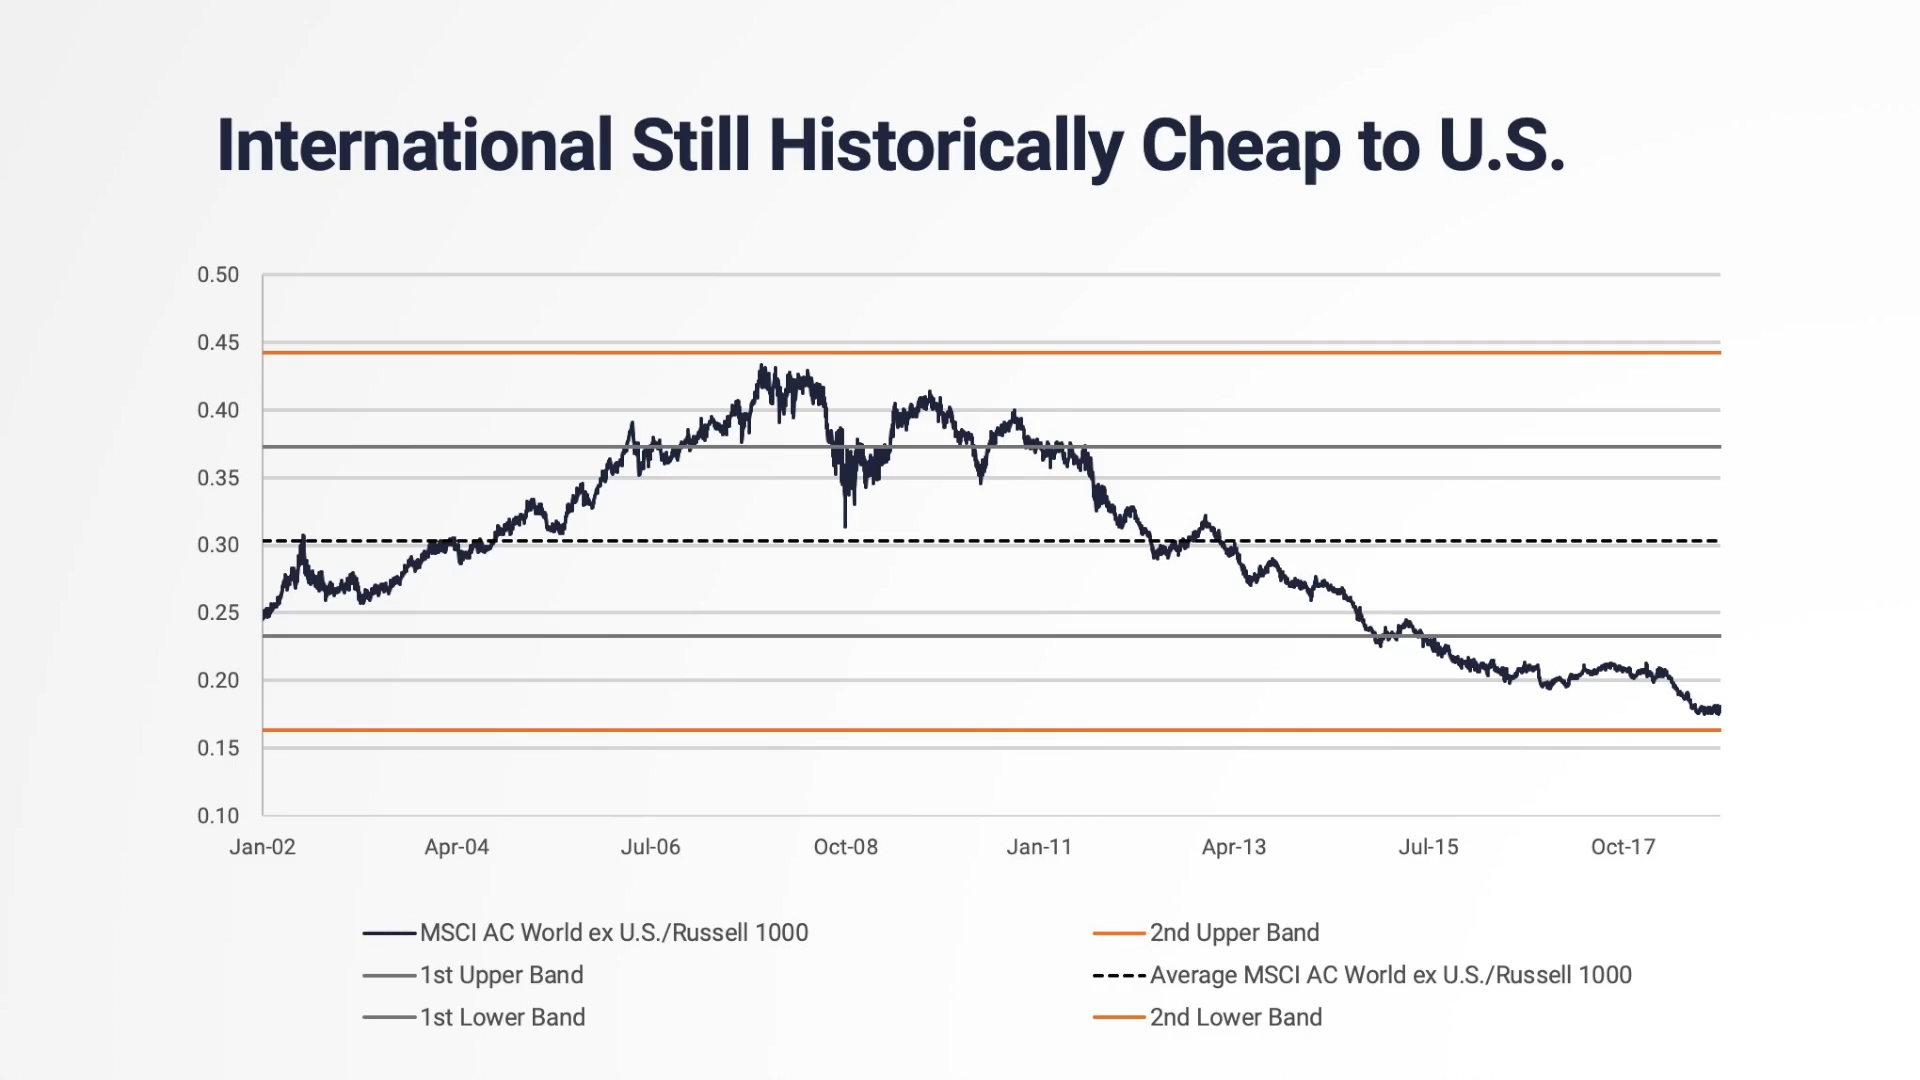 International Still Historically Cheap to U.S.
0.50
0.45
0.40
0.35
0.30
0.25
0.20
0.15
0.10
Jan-02 Apr-04 Jul-06 Oct-08 Jan-11 Apr-13 Jul-15 Oct-17
MSCI AC World ex U.S./Russell 1000 2nd Upper Band
1st Upper Band Average MSCI AC World ex U.S./Russell 1000
1st Lower Band 2nd Lower Band